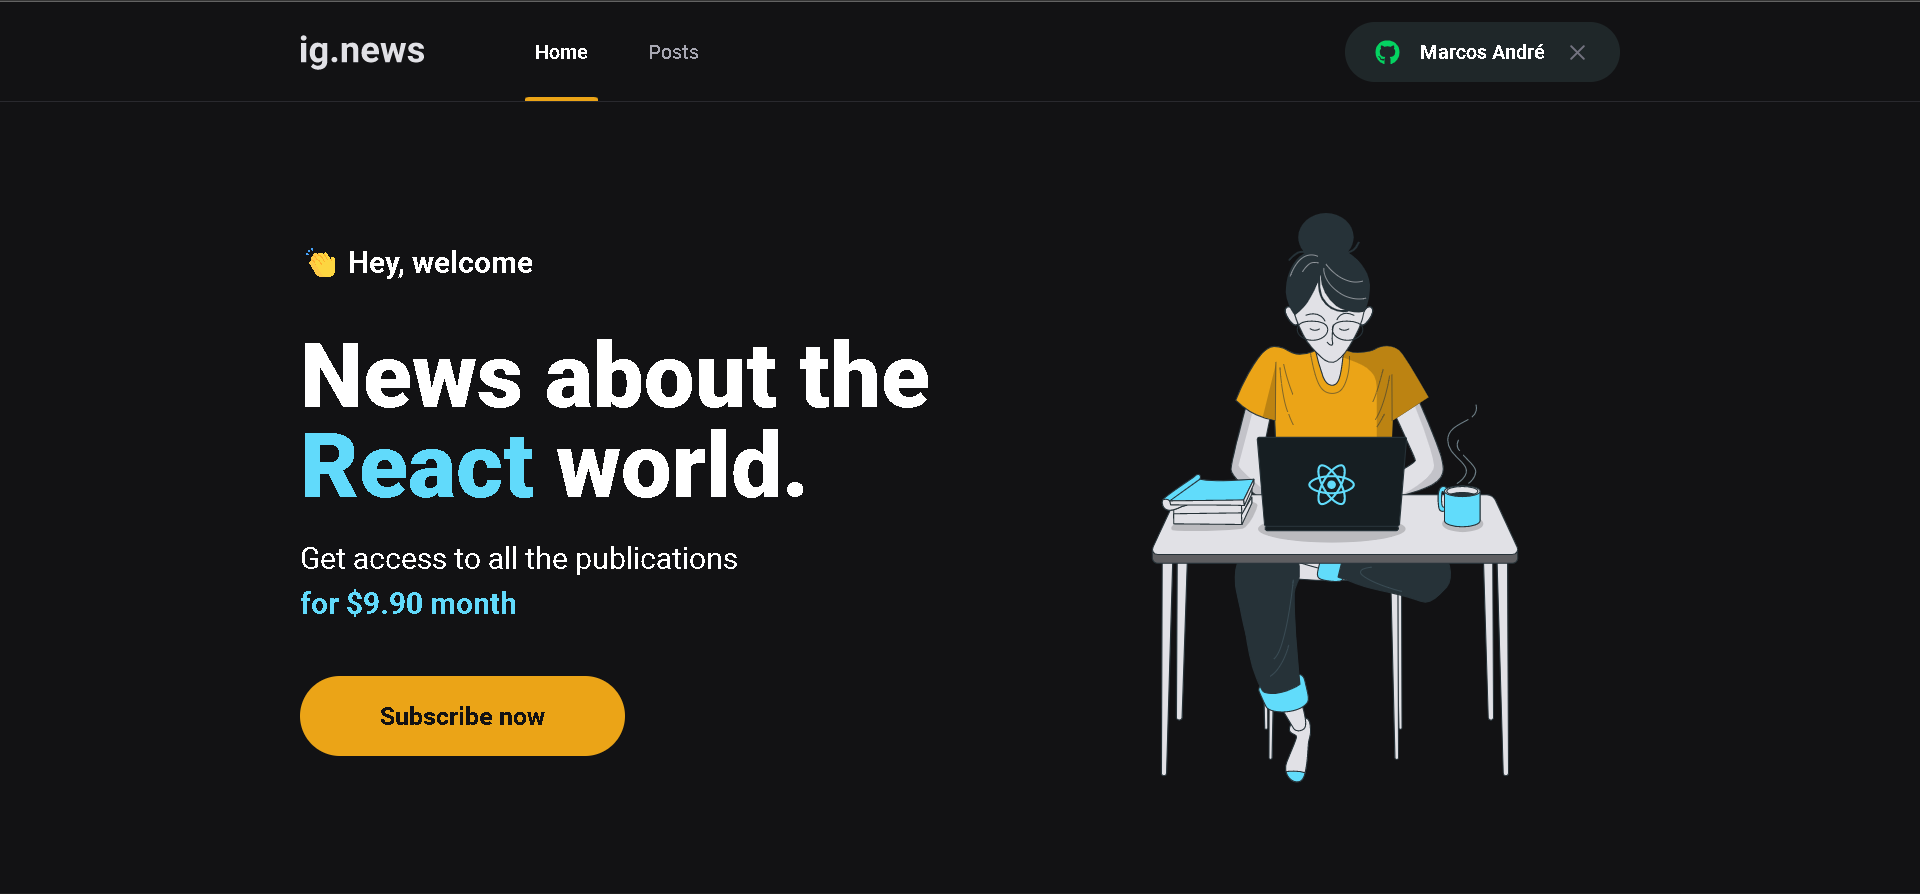 ig.news
Home
Posts
Marcos André
👏 Hey, welcome
News about the
React world.
Get access to all the publications
for $9.90 month
Subscribe now